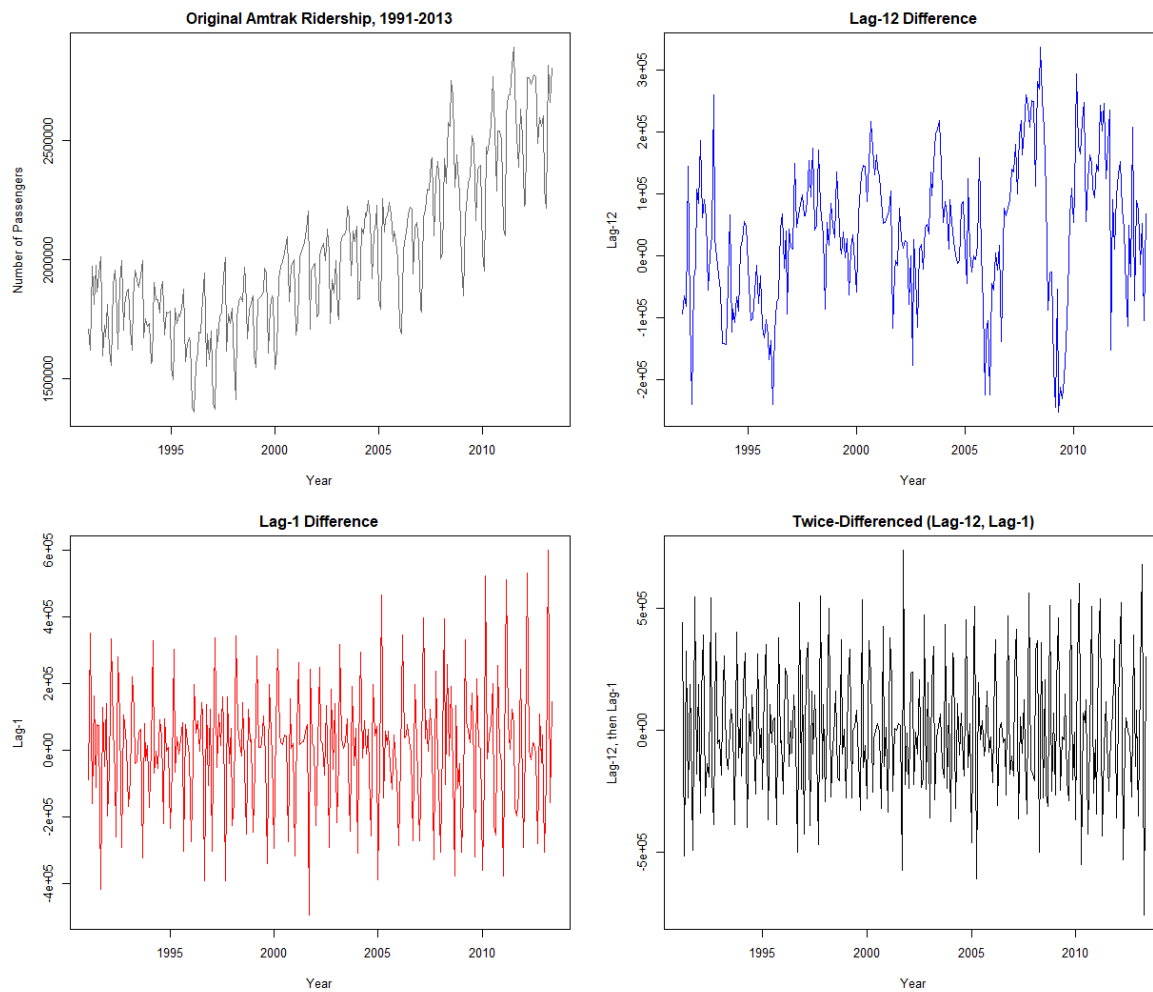 Original Amtrak Ridership, 1991-2013
Number of Passengers
2500000
2000000
1500000
1995 2000 2005 2010
Year
Lag-12 Difference
Lag-12
3e+05
2e+05
1e+05
0e+00
-1e+05
-2e+05
1995 2000 2005 2010
Year
Lag-1 Difference
Lag-1
6e+05
4e+05
2e+05
0e+00
-2e+05
-4e+05
1995 2000 2005 2010
Year
Twice-Differenced (Lag-12, Lag-1)
Lag-12, then Lag-1
5e+05
0e+00
-5e+05
1995 2000 2005 2010
Year